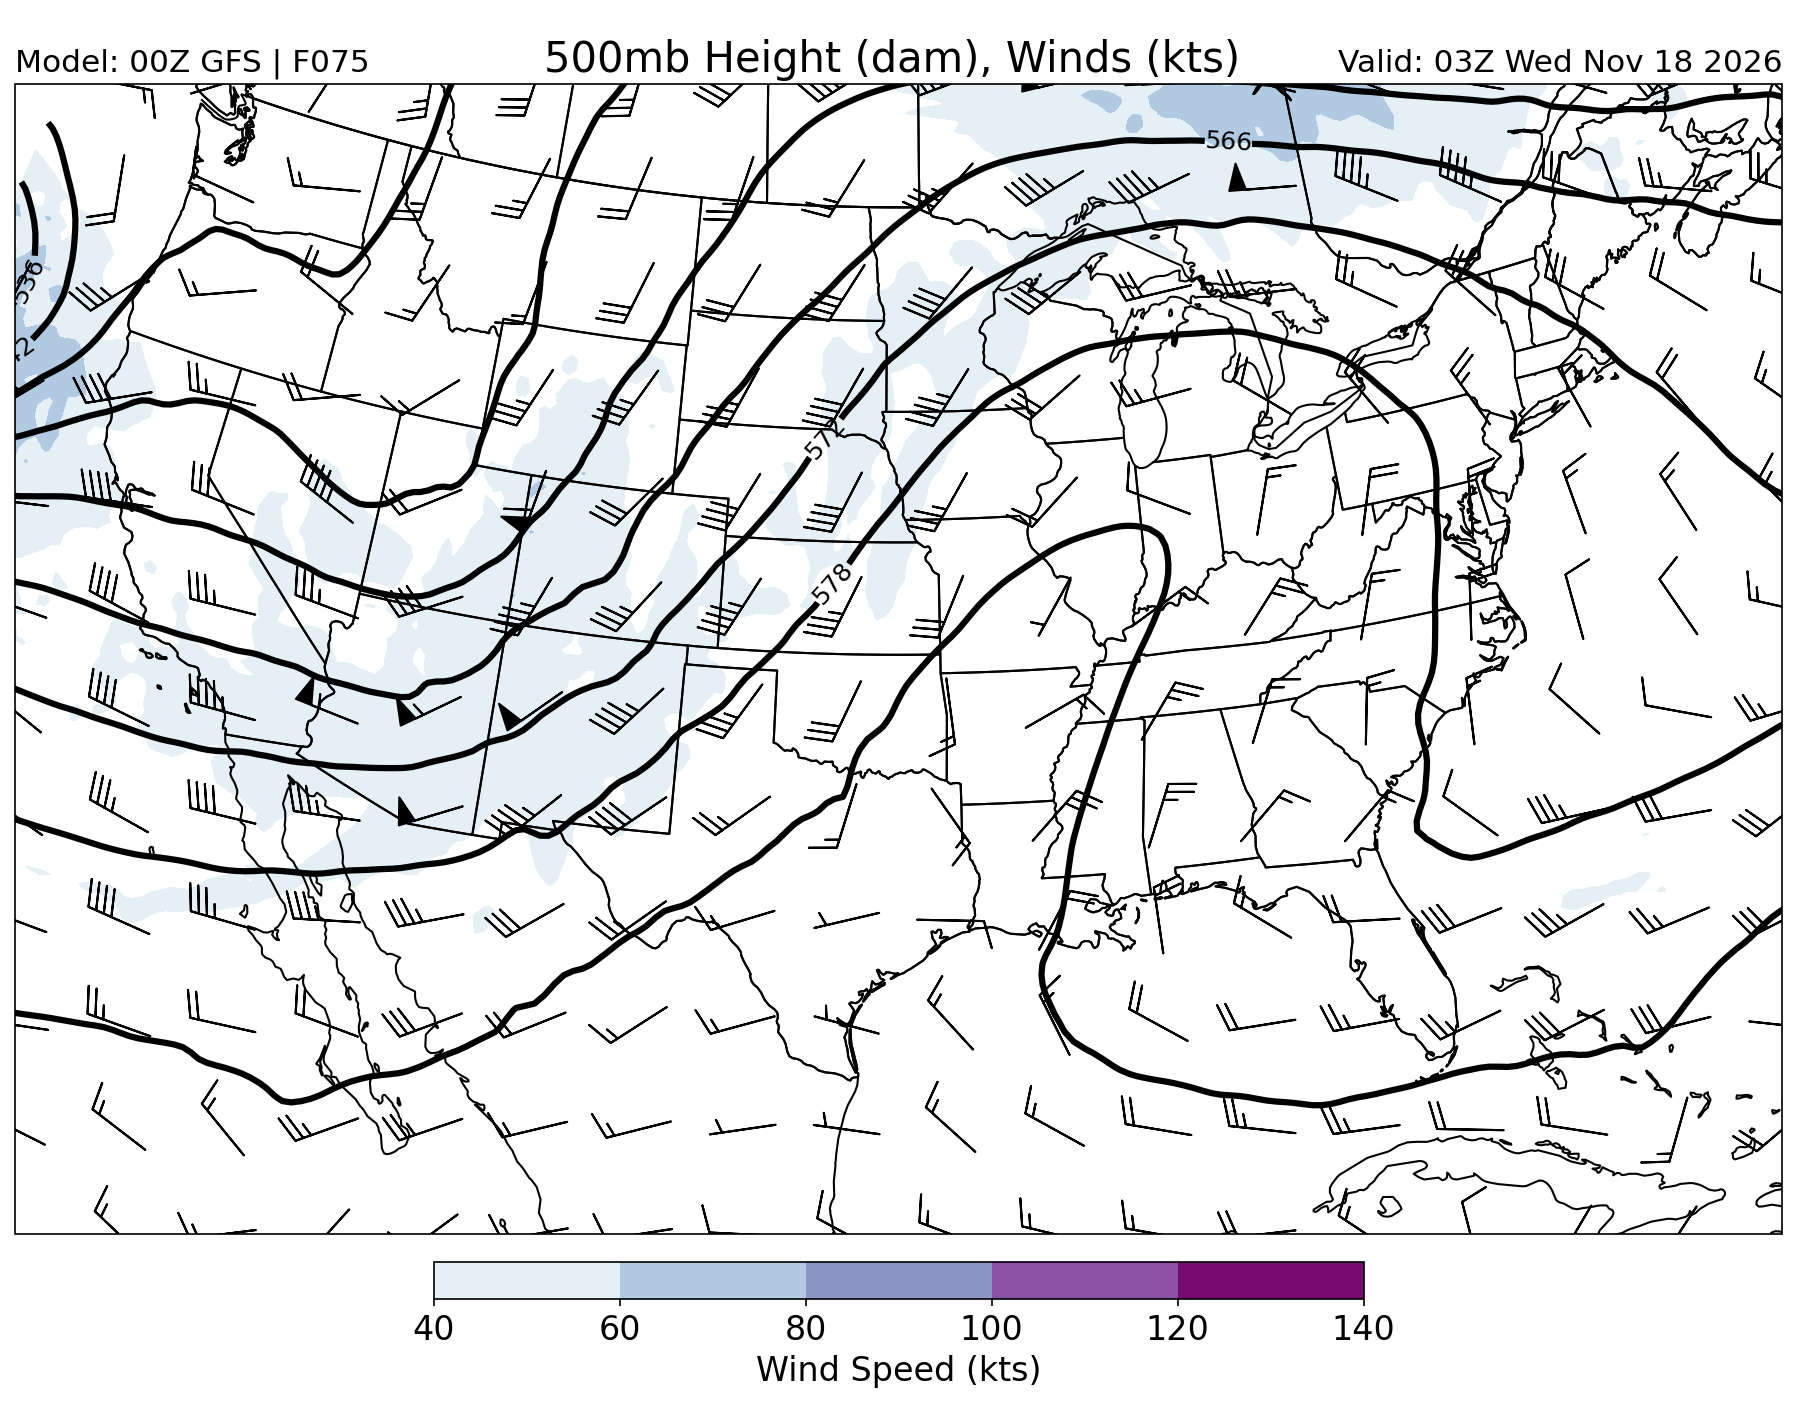 500mb Height (dam), Winds (kts)
Model: 00Z GFS | F075
Valid: 03Z Wed Nov 18 2026
566
536
572
578
40 60 80 100 120 140
Wind Speed (kts)